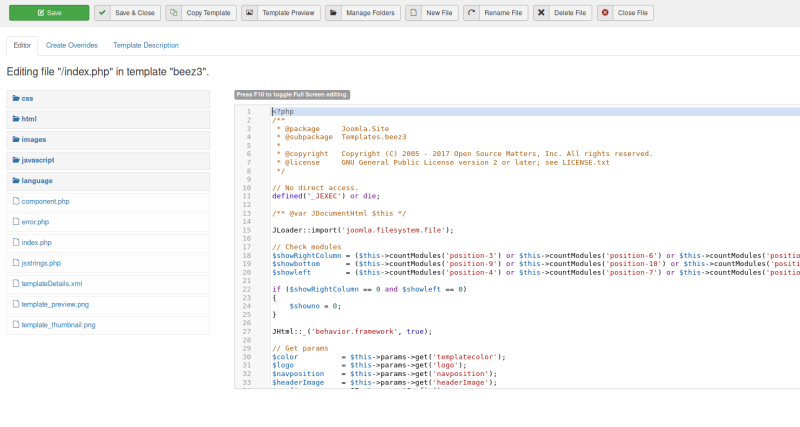 Save Save & Close Copy Template Template Preview Manage Folders New File Rename File Delete File Close File
Editor Create Overrides Template Description
Editing file "/index.php" in template "beez3".
css
html
images
javascript
language
component.php
error.php
index.php
jsstrings.php
templateDetails.xml
template_preview.png
template_thumbnail.png
Press F10 to toggle Full Screen editing.
1 <?php
2 /**
3  * @package     Joomla.Site
4  * @subpackage  Templates.beez3
5  *
6  * @copyright   Copyright (C) 2005 - 2017 Open Source Matters, Inc. All rights reserved.
7  * @license     GNU General Public License version 2 or later; see LICENSE.txt
8  */
9
10 // No direct access.
11 defined('_JEXEC') or die;
12
13 /** @var JDocumentHtml $this */
14
15 JLoader::import('joomla.filesystem.file');
16
17 // Check modules
18 $showRightColumn = ($this->countModules('position-3') or $this->countModules('position-6') or $this->countModules('positio
19 $showbottom      = ($this->countModules('position-9') or $this->countModules('position-10') or $this->countModules('positi
20 $showleft        = ($this->countModules('position-4') or $this->countModules('position-7') or $this->countModules('positio
21
22 if ($showRightColumn == 0 and $showleft == 0)
23 {
24     $showno = 0;
25 }
26
27 JHtml::_('behavior.framework', true);
28
29 // Get params
30 $color          = $this->params->get('templatecolor');
31 $logo           = $this->params->get('logo');
32 $navposition    = $this->params->get('navposition');
33 $headerImage    = $this->params->get('headerImage');